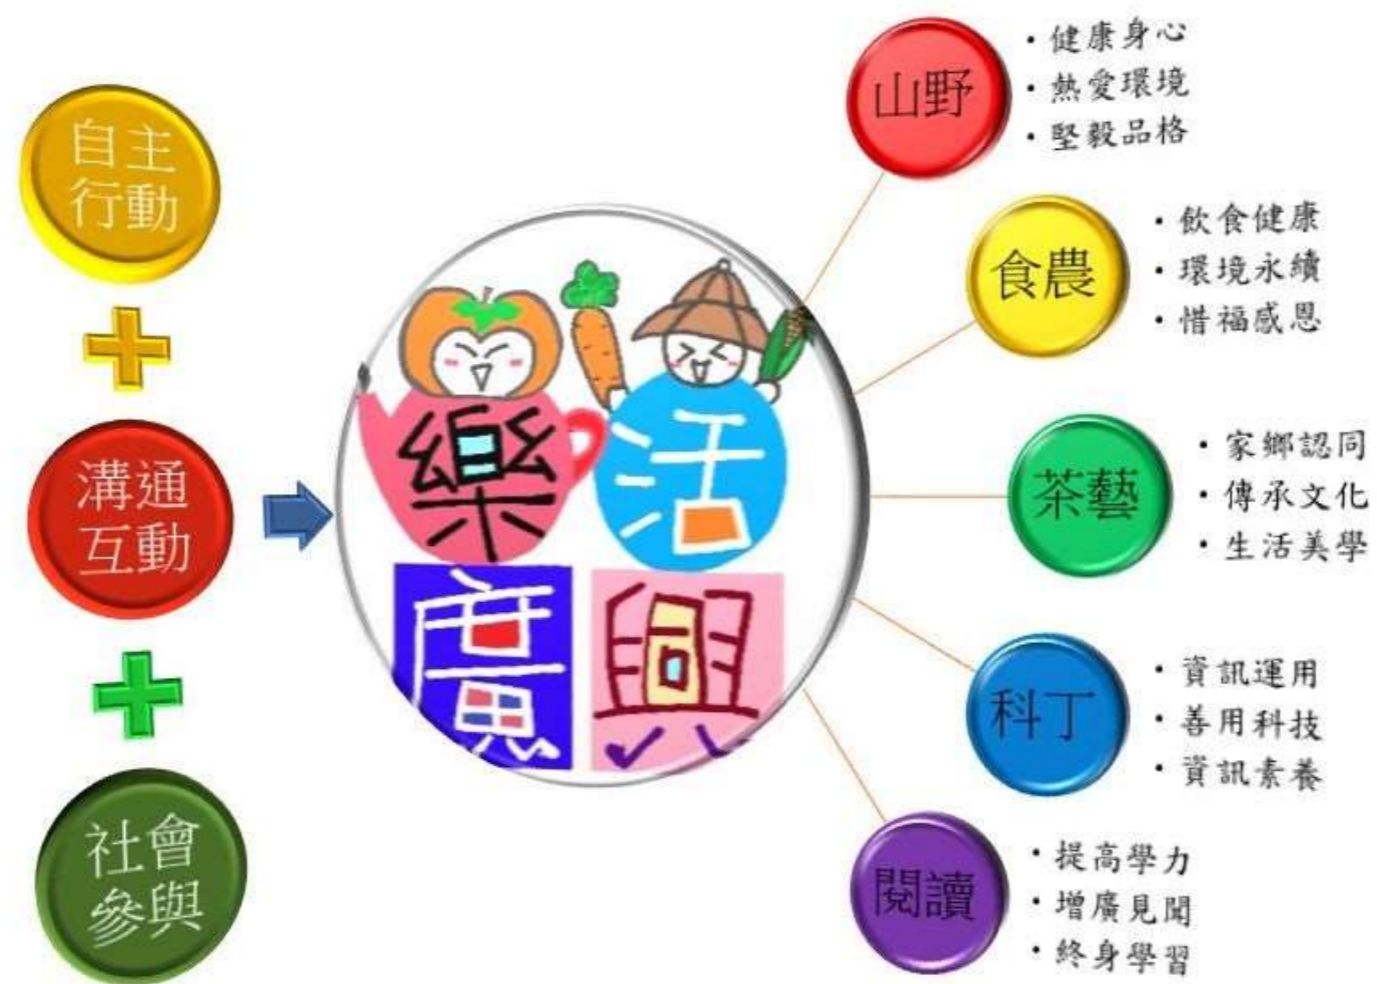 自主
行動
溝通
互動
社會
參與
樂活
廣興
山野
・健康身心
・熱愛環境
・堅毅品格
食農
・飲食健康
・環境永續
・惜福感恩
茶藝
・家鄉認同
・傳承文化
・生活美學
科丁
・資訊運用
・善用科技
・資訊素養
閱讀
・提高學力
・增廣見聞
・終身學習